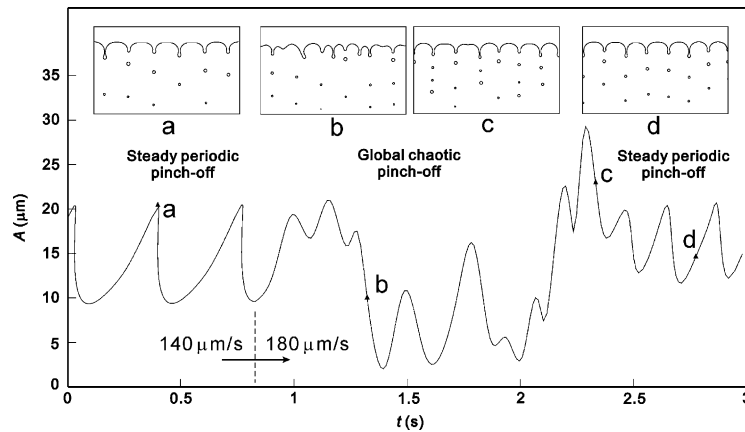 a
b
c
d
Steady periodic
pinch-off
Global chaotic
pinch-off
Steady periodic
pinch-off
A (μm)
35
30
25
20
15
10
5
0
a
b
c
d
140 μm/s
180 μm/s
0
0.5
1
1.5
2
2.5
3
t (s)